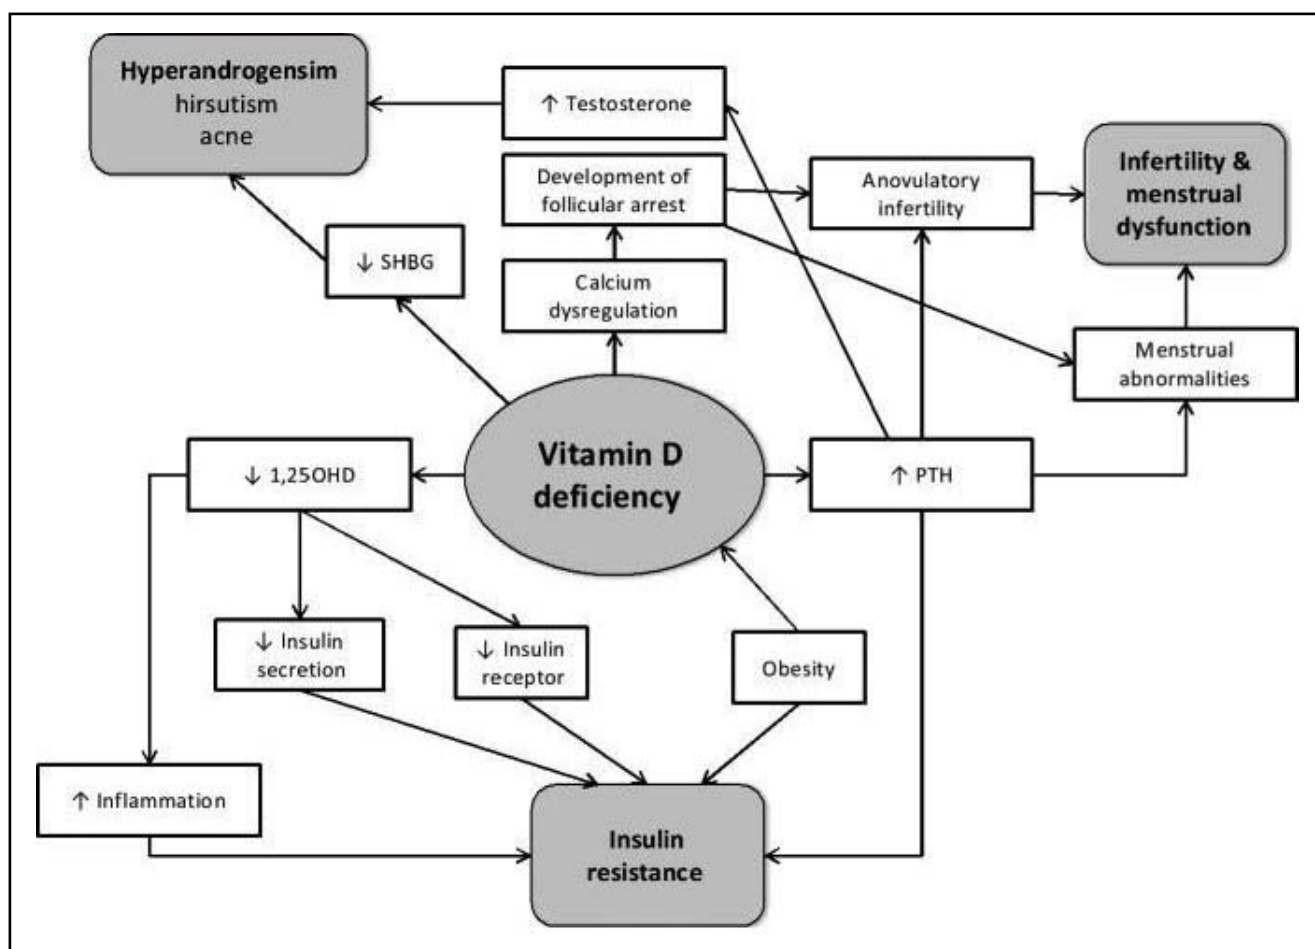 Hyperandrogensim
hirsutism
acne
↑ Testosterone
Development of
follicular arrest
Anovulatory
infertility
Infertility &
menstrual
dysfunction
↓ SHBG
Calcium
dysregulation
Menstrual
abnormalities
↓ 1,25OHD
Vitamin D
deficiency
↑ PTH
↓ Insulin
secretion
↓ Insulin
receptor
Obesity
↑ Inflammation
Insulin
resistance